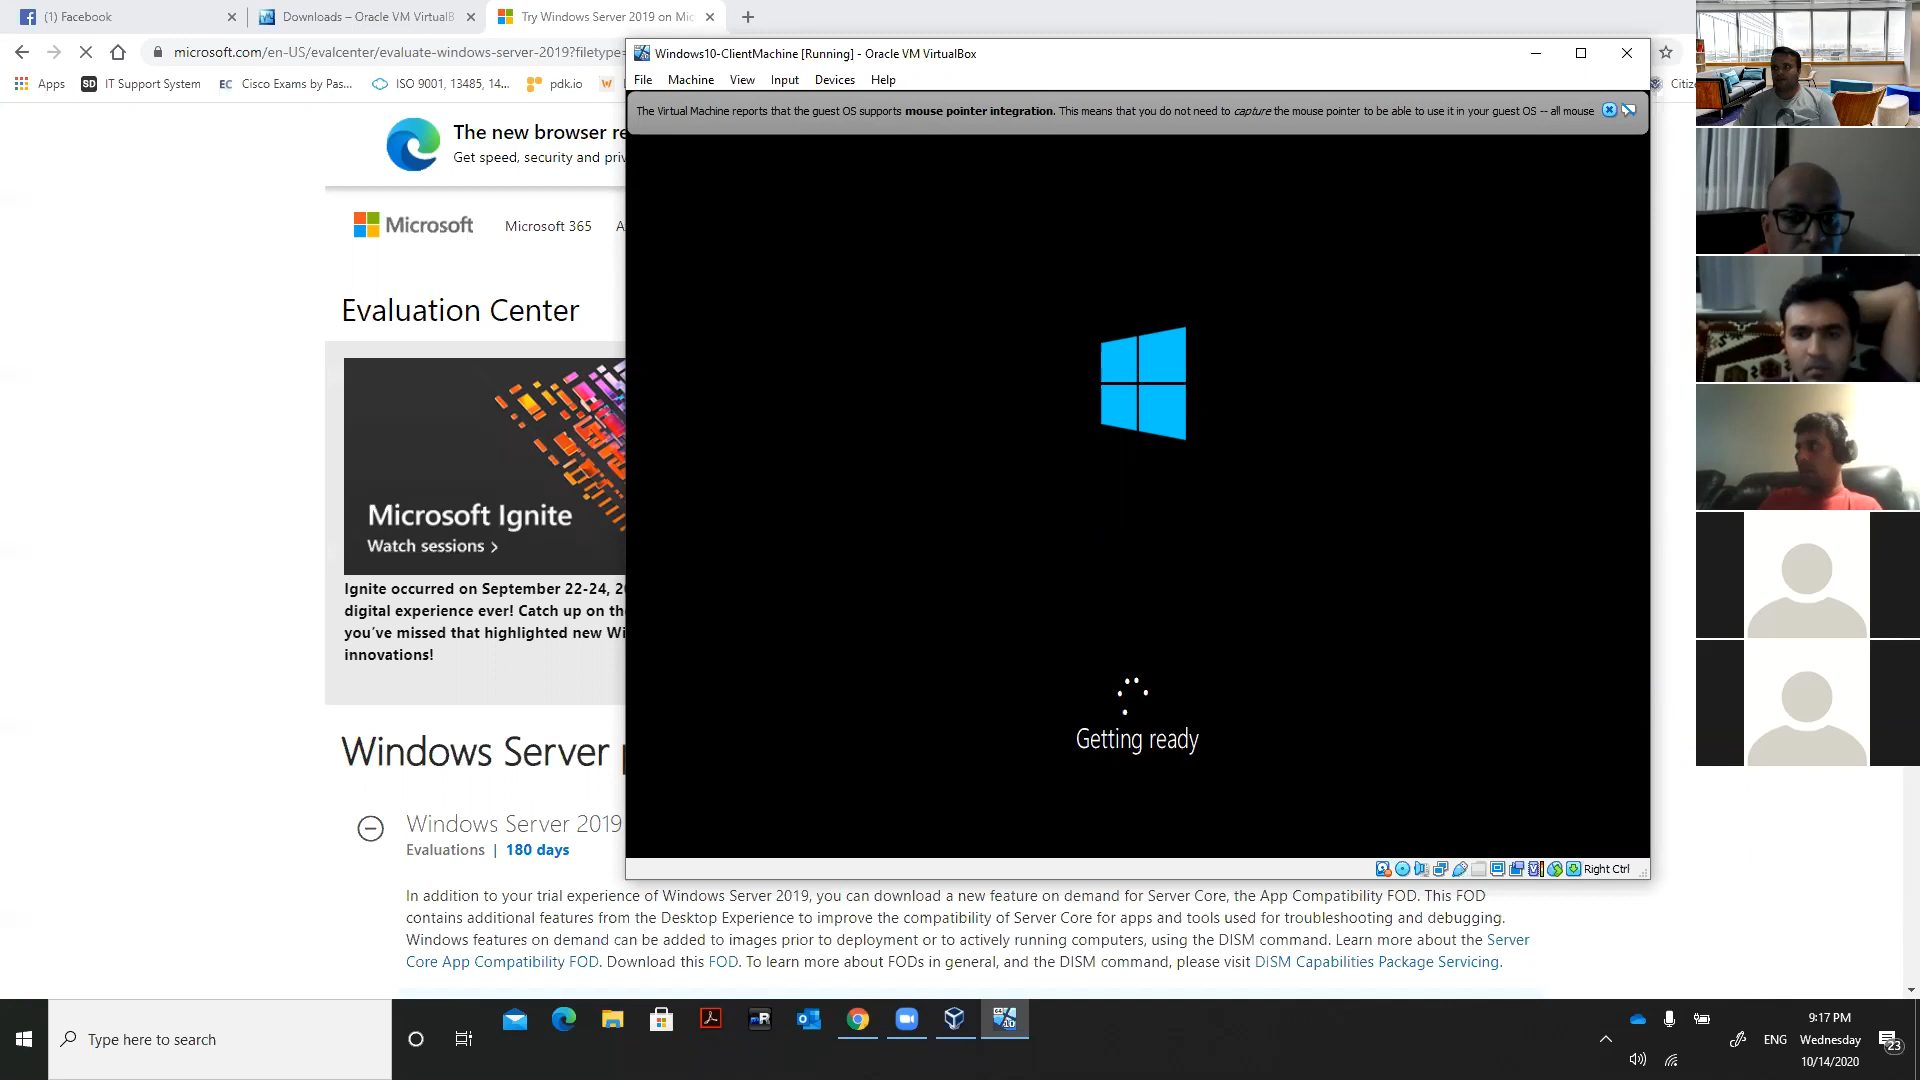 (1) Facebook
Downloads – Oracle VM VirtualB
Try Windows Server 2019 on Mic
microsoft.com/en-US/evalcenter/evaluate-windows-server-2019?filetype=
Apps
SD IT Support System
EC Cisco Exams by Pas...
ISO 9001, 13485, 14...
pdk.io
W
Citiz
The new browser re
Get speed, security and priv
Microsoft
Microsoft 365
A
Evaluation Center
Microsoft Ignite
Watch sessions >
Ignite occurred on September 22-24, 2
digital experience ever! Catch up on the
you've missed that highlighted new Wi
innovations!
Windows Server p
Windows Server 2019
Evaluations | 180 days
In addition to your trial experience of Windows Server 2019, you can download a new feature on demand for Server Core, the App Compatibility FOD. This FOD
contains additional features from the Desktop Experience to improve the compatibility of Server Core for apps and tools used for troubleshooting and debugging.
Windows features on demand can be added to images prior to deployment or to actively running computers, using the DISM command. Learn more about the Server
Core App Compatibility FOD. Download this FOD. To learn more about FODs in general, and the DISM command, please visit DISM Capabilities Package Servicing.
Windows10-ClientMachine [Running] - Oracle VM VirtualBox
File Machine View Input Devices Help
The Virtual Machine reports that the guest OS supports mouse pointer integration. This means that you do not need to capture the mouse pointer to be able to use it in your guest OS -- all mouse
Getting ready
Right Ctrl
Type here to search
R
10
ENG
9:17 PM
Wednesday
10/14/2020
23